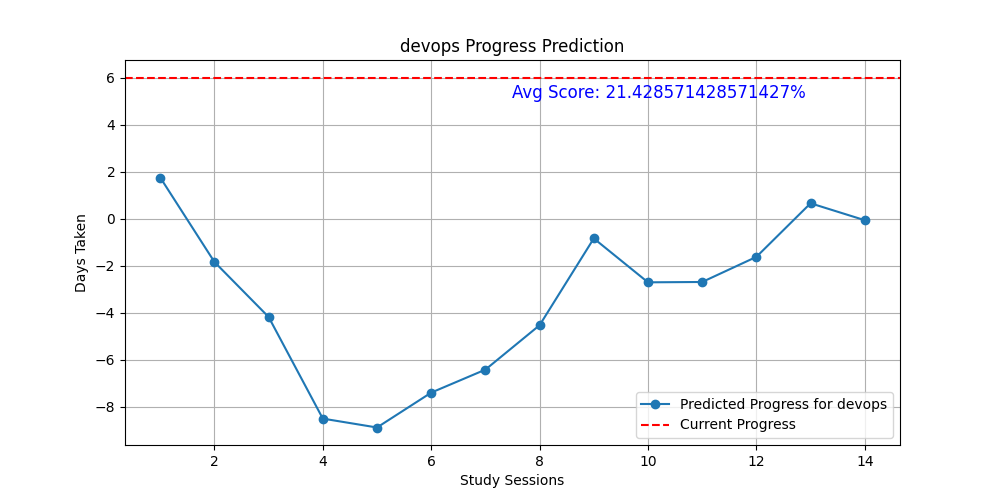 devops Progress Prediction
6
4
2
0
−2
−4
−6
−8
Days Taken
Avg Score: 21.428571428571427%
Predicted Progress for devops
Current Progress
2 4 6 8 10 12 14
Study Sessions